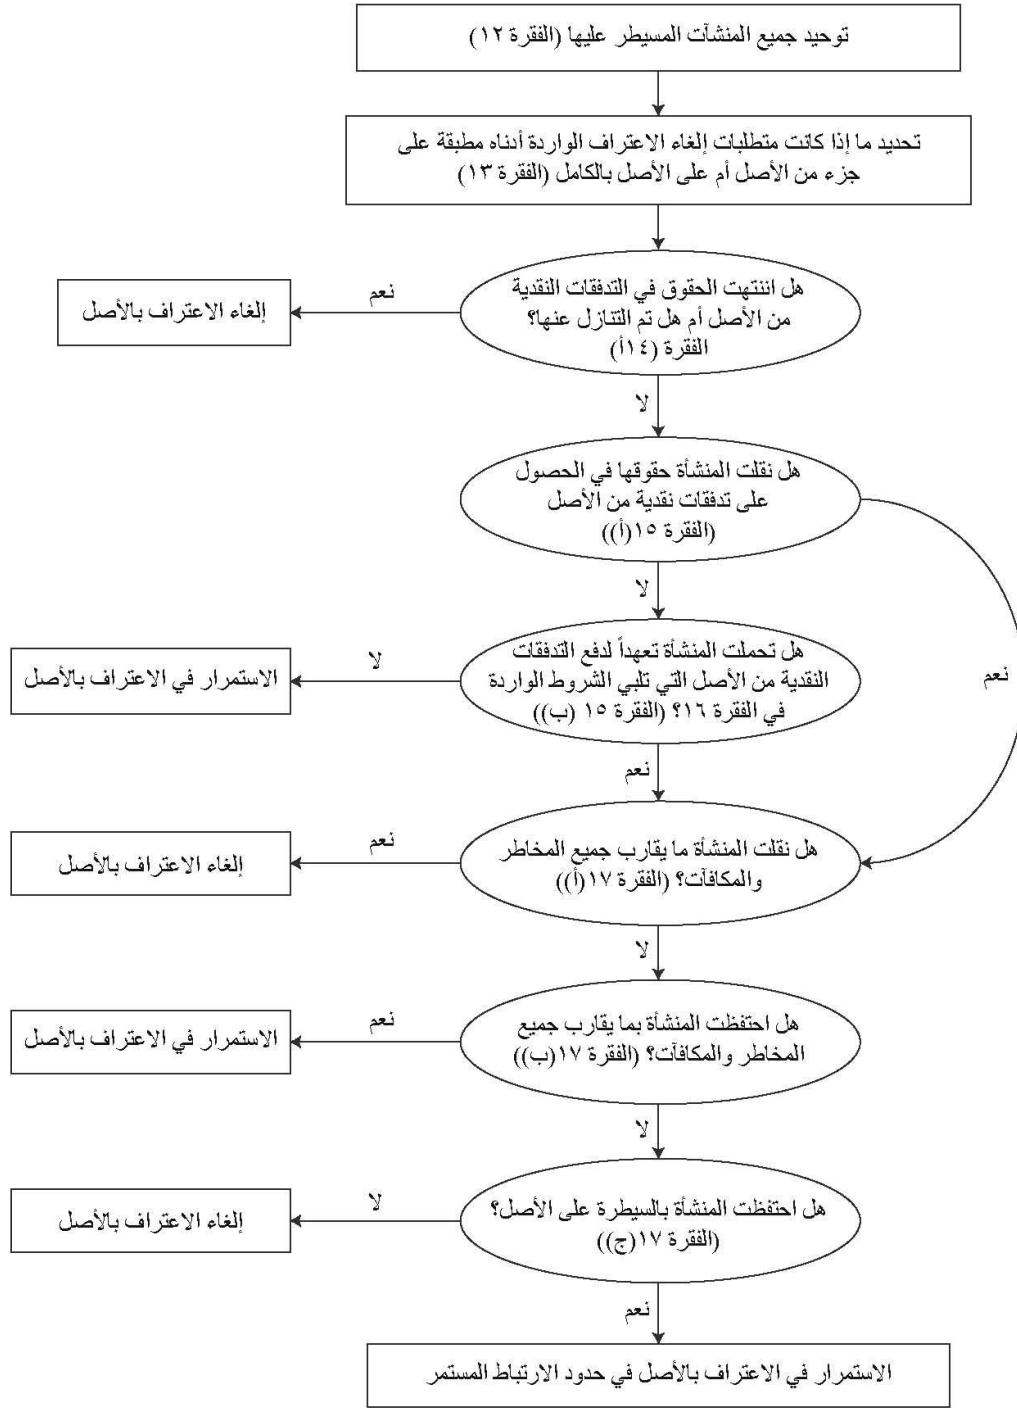 توحيد جميع المنشآت المسيطر عليها (الفقرة ١٢)
تحديد ما إذا كانت متطلبات إلغاء الاعتراف الواردة أدناه مطبقة على
جزء من الأصل أم على الأصل بالكامل (الفقرة ١٣)
هل انتهت الحقوق في التدفقات النقدية
من الأصل أم هل تم التنازل عنها؟
الفقرة (١٤أ)
نعم
إلغاء الاعتراف بالأصل
لا
هل نقلت المنشأة حقوقها في الحصول
على تدفقات نقدية من الأصل
(الفقرة ١٥(أ))
نعم
لا
هل تحملت المنشأة تعهداً لدفع التدفقات
النقدية من الأصل التي تلبي الشروط الواردة
في الفقرة ١٦؟ (الفقرة ١٥ (ب))
لا
الاستمرار في الاعتراف بالأصل
نعم
هل نقلت المنشأة ما يقارب جميع المخاطر
والمكافآت؟ (الفقرة ١٧(أ))
نعم
إلغاء الاعتراف بالأصل
لا
هل احتفظت المنشأة بما يقارب جميع
المخاطر والمكافآت؟ (الفقرة ١٧(ب))
نعم
الاستمرار في الاعتراف بالأصل
لا
هل احتفظت المنشأة بالسيطرة على الأصل؟
(الفقرة ١٧(ج))
لا
إلغاء الاعتراف بالأصل
نعم
الاستمرار في الاعتراف بالأصل في حدود الارتباط المستمر